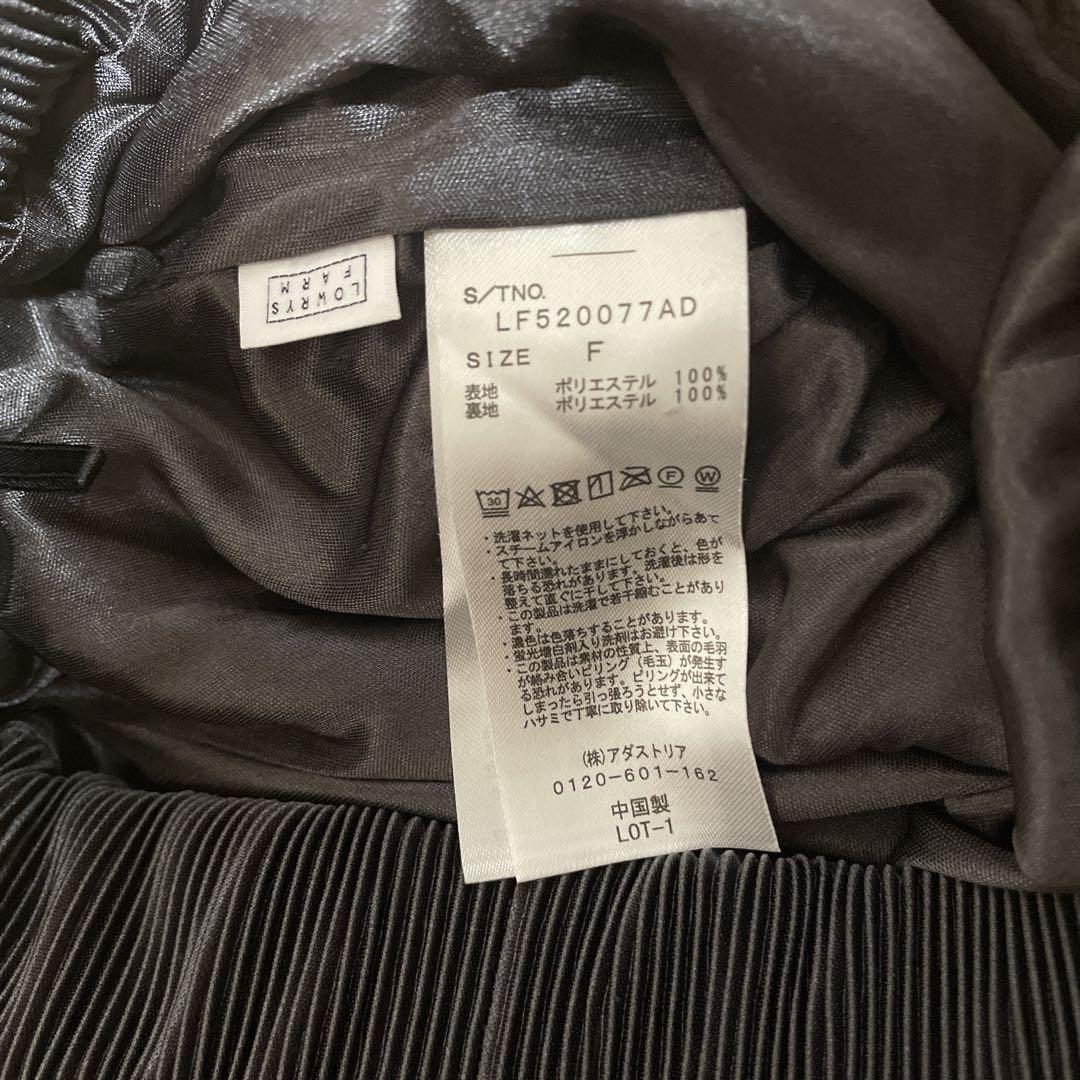 LOWRYS
FARM
S/TNO.
LF520077AD
SIZE F
表地 ポリエステル 100%
裏地 ポリエステル 100%
30 F W
・洗濯ネットを使用して下さい。
・スチームアイロンを浮かしながらあて
て下さい。
・長時間濡れたままにしておくと、色が
落ちる恐れがあります。洗濯後は形を
整えて直ぐに干して下さい。
・この製品は洗濯で若干縮むことがあり
ます。
・濃色は色落ちすることがあります。
・蛍光増白剤入り洗剤はお避け下さい。
・この製品は素材の性質上、表面の毛羽
が絡み合いピリング（毛玉）が発生す
る恐れがあります。ピリングが出来て
しまったら引っ張ろうとせず、小さな
ハサミで丁寧に取り除いて下さい。
(株)アダストリア
0120-601-162
中国製
LOT-1